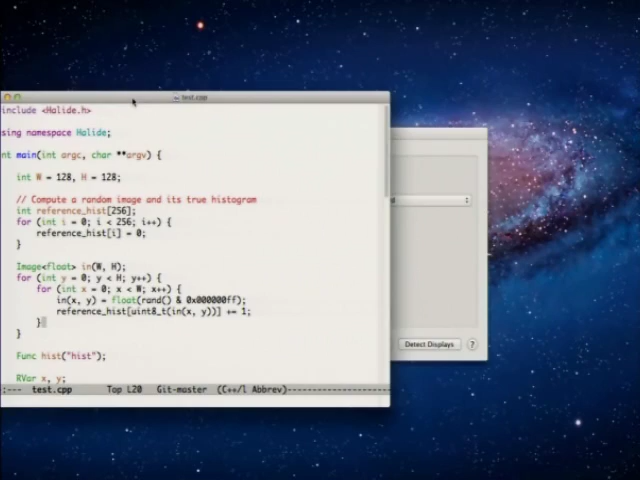 test.cpp
include <Halide.h>
sing namespace Halide;
nt main(int argc, char **argv) {
int W = 128, H = 128;
// Compute a random image and its true histogram
int reference_hist[256];
for (int i = 0; i < 256; i++) {
reference_hist[i] = 0;
}
Image<float> in(W, H);
for (int y = 0; y < H; y++) {
for (int x = 0; x < W; x++) {
in(x, y) = float(rand() & 0x000000ff);
reference_hist[uint8_t(in(x, y))] += 1;
}
}
Func hist("hist");
RVar x, y;
:--- test.cpp Top L20 Git-master (C++/l Abbrev)
d
Detect Displays ?